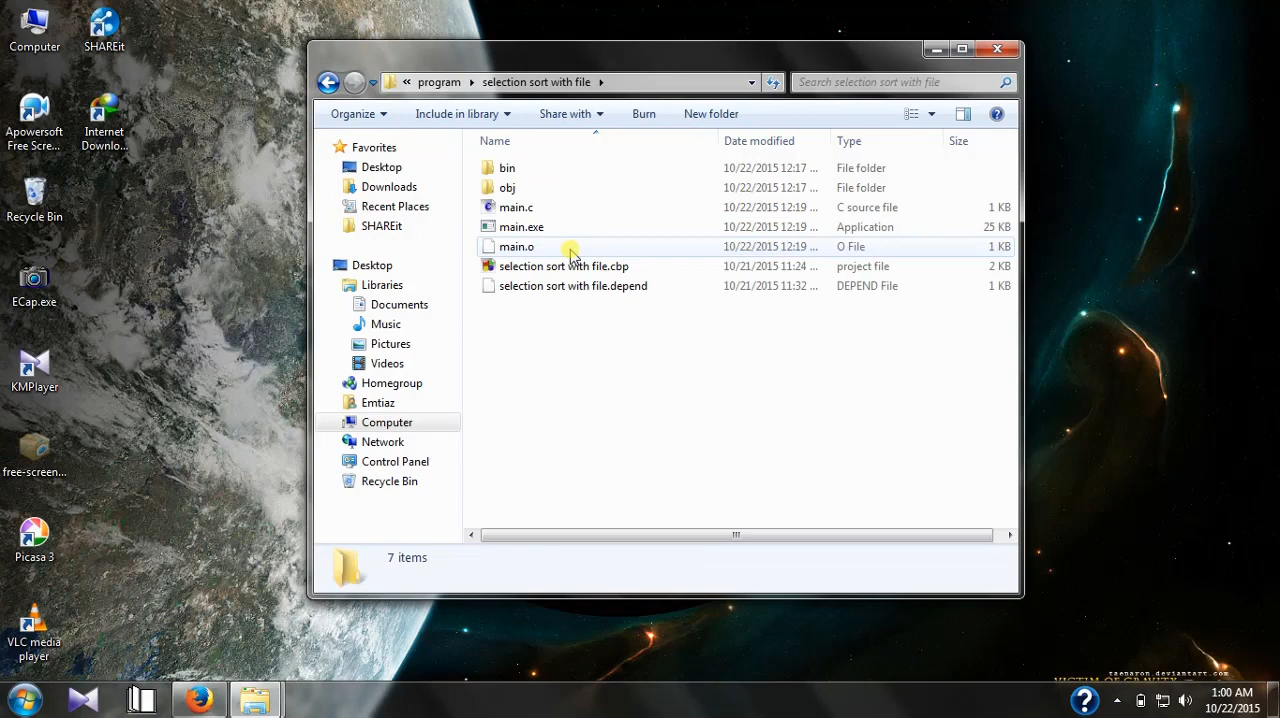 Computer
SHAREit
Apowersoft
Free Scre...
Internet
Downlo...
Recycle Bin
ECap.exe
KMPlayer
free-screen...
Picasa 3
VLC media
player
« program selection sort with file
Search selection sort with file
Organize Include in library Share with Burn New folder
Name Date modified Type Size
Favorites
Desktop
Downloads
Recent Places
SHAREit
Desktop
Libraries
Documents
Music
Pictures
Videos
Homegroup
Emtiaz
Computer
Network
Control Panel
Recycle Bin
bin 10/22/2015 12:17 ... File folder
obj 10/22/2015 12:17 ... File folder
main.c 10/22/2015 12:19 ... C source file 1 KB
main.exe 10/22/2015 12:19 ... Application 25 KB
main.o 10/22/2015 12:19 ... O File 1 KB
selection sort with file.cbp 10/21/2015 11:24 ... project file 2 KB
selection sort with file.depend 10/21/2015 11:32 ... DEPEND File 1 KB
7 items
taenaron.deviantart.com
VICTIM OF GRAVITY
1:00 AM
10/22/2015